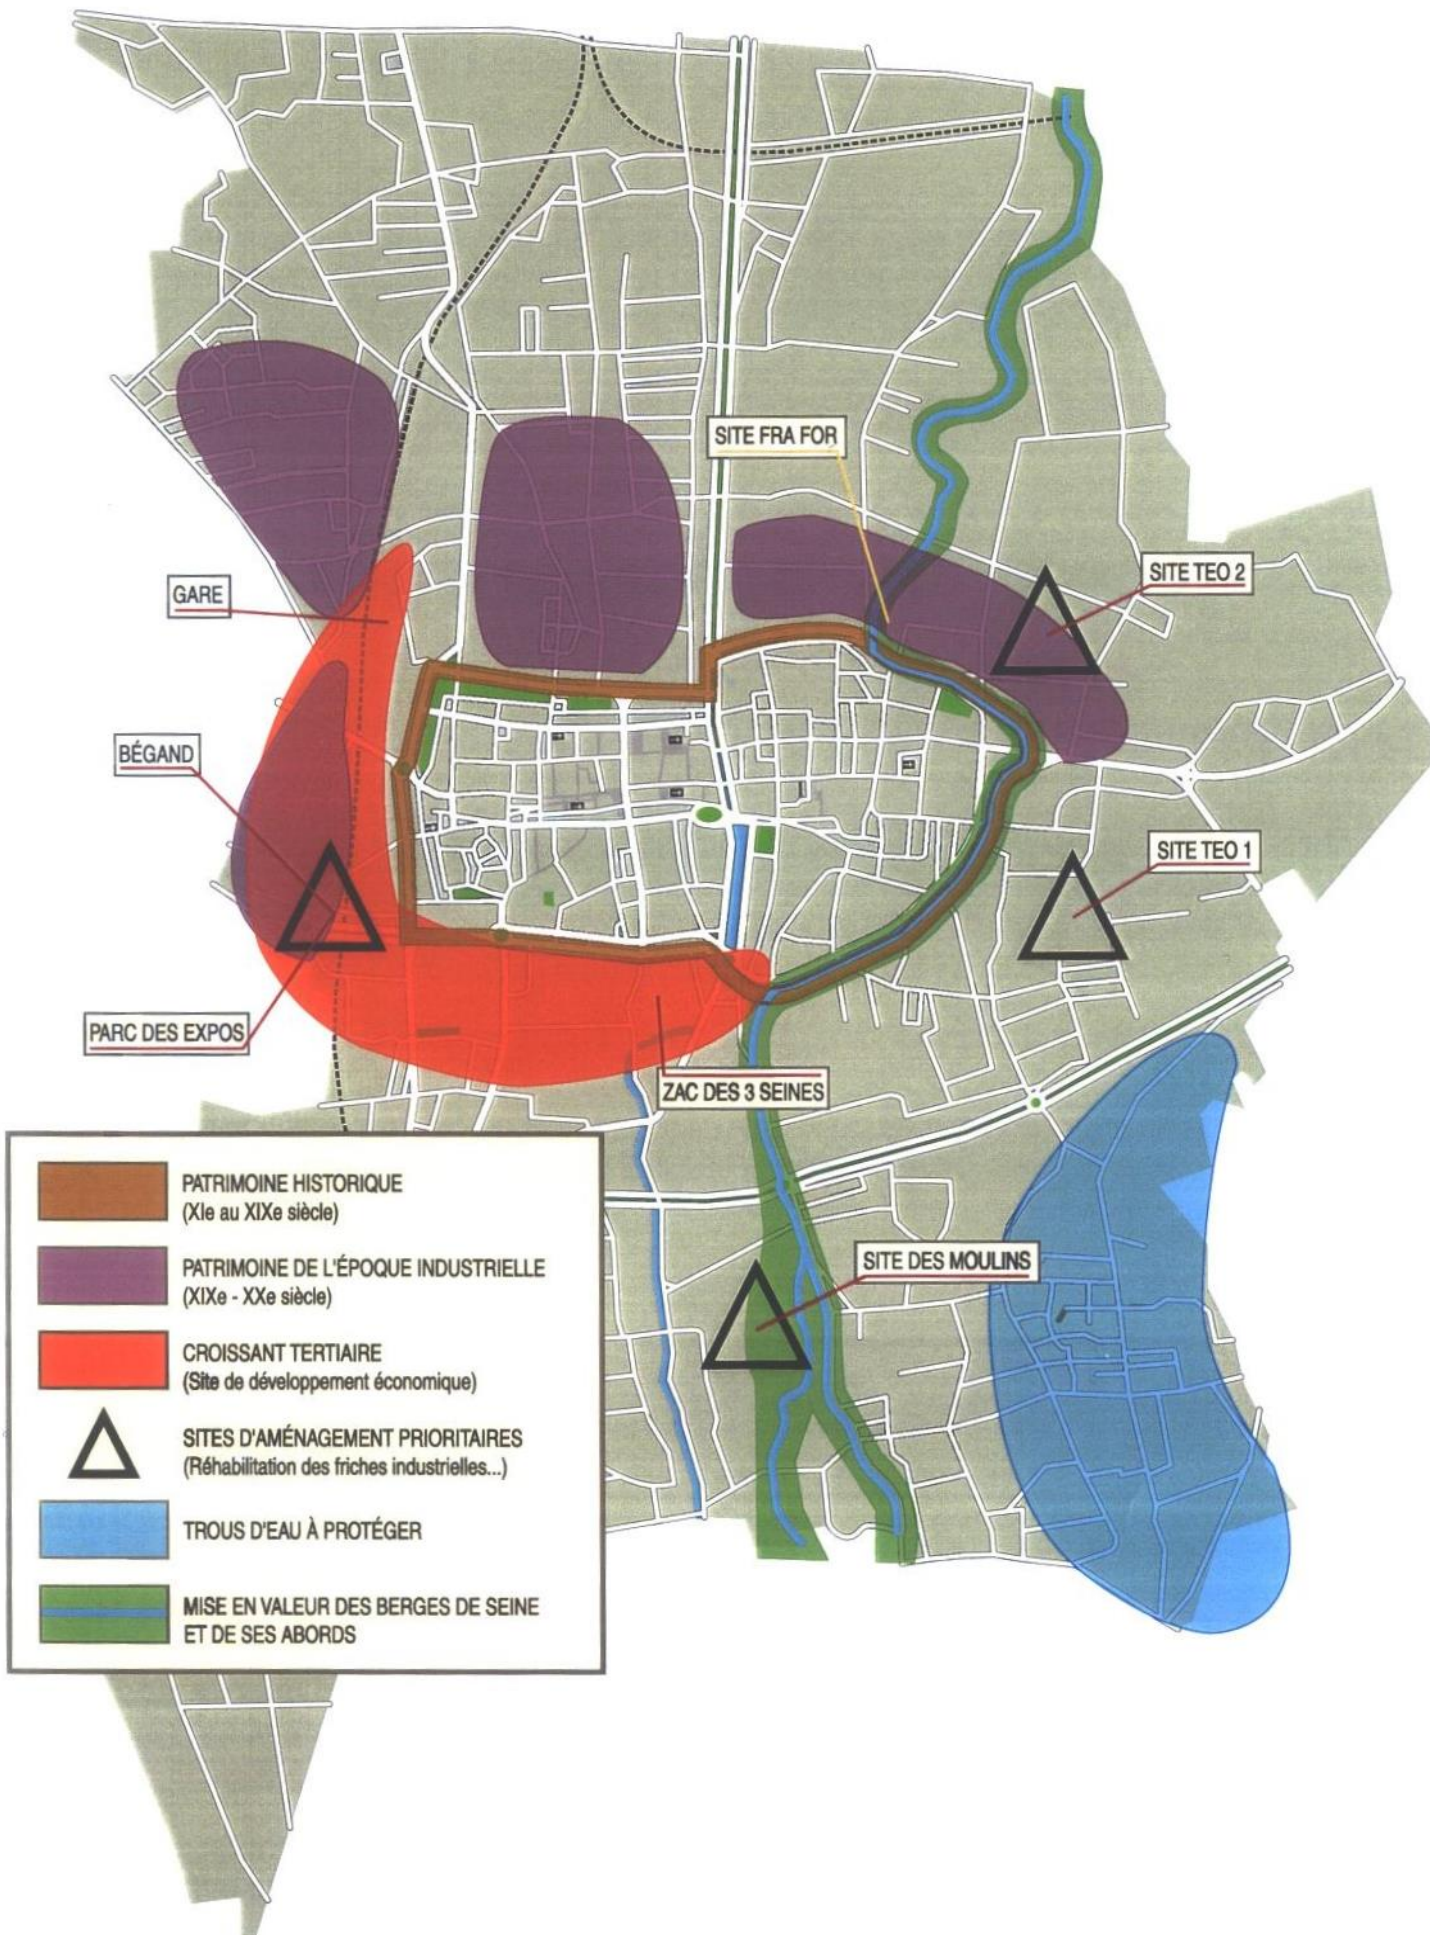 SITE FRA FOR
SITE TEO 2
GARE
BÉGAND
SITE TEO 1
PARC DES EXPOS
ZAC DES 3 SEINES
SITE DES MOULINS
PATRIMOINE HISTORIQUE
(XIe au XIXe siècle)
PATRIMOINE DE L'ÉPOQUE INDUSTRIELLE
(XIXe - XXe siècle)
CROISSANT TERTIAIRE
(Site de développement économique)
SITES D'AMÉNAGEMENT PRIORITAIRES
(Réhabilitation des friches industrielles...)
TROUS D'EAU À PROTÉGER
MISE EN VALEUR DES BERGES DE SEINE
ET DE SES ABORDS